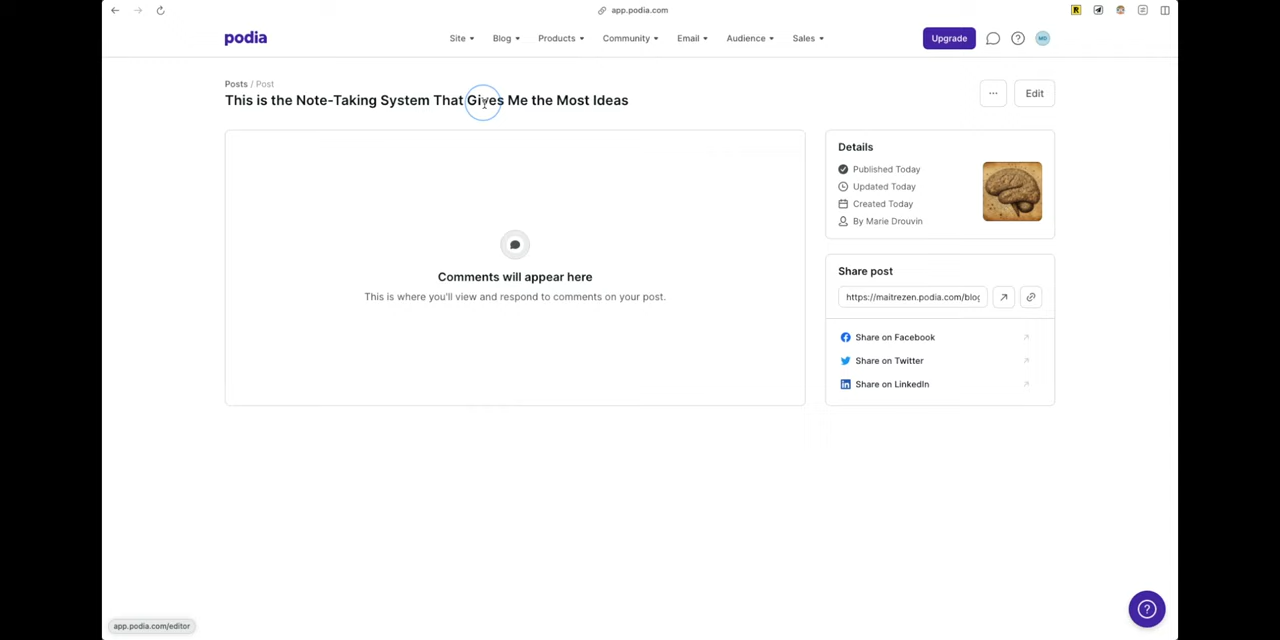 app.podia.com
podia
Site
Blog
Products
Community
Email
Audience
Sales
Upgrade
MD
Posts / Post
This is the Note-Taking System That Gives Me the Most Ideas
Edit
Comments will appear here
This is where you'll view and respond to comments on your post.
Details
Published Today
Updated Today
Created Today
By Marie Drouvin
Share post
https://maitrezen.podia.com/blog
Share on Facebook
Share on Twitter
Share on LinkedIn
app.podia.com/editor